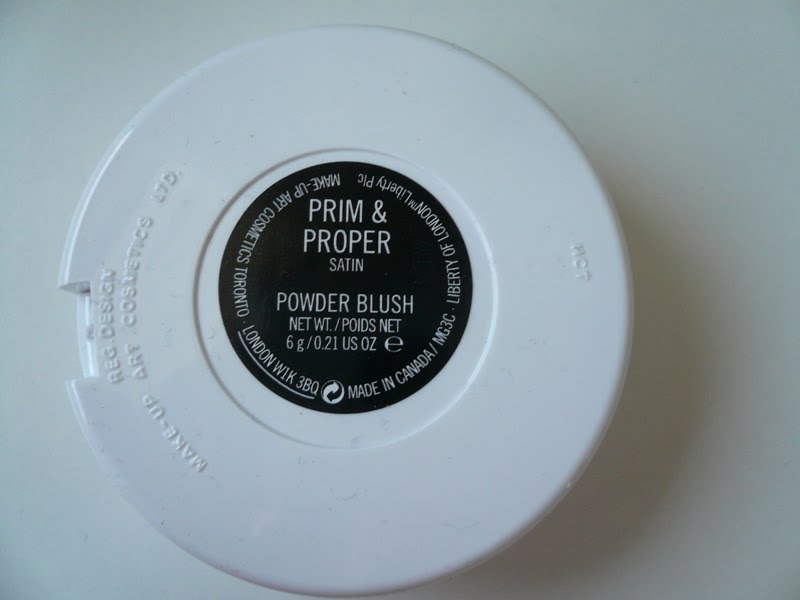 PRIM &
PROPER
SATIN
POWDER BLUSH
NET WT./POIDS NET
6 g/0.21 US OZ ℮
MAKE-UP ART COSMETICS TORONTO · LONDON W1K 3BQ
MADE IN CANADA/MG3C · LIBERTY OF LONDON™ Liberty Plc
REG.DESIGN
MAKE-UP ART COSMETICS LTD.